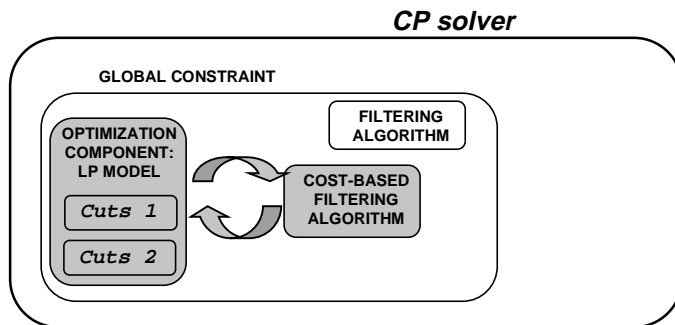 CP solver
GLOBAL CONSTRAINT
FILTERING
ALGORITHM
OPTIMIZATION
COMPONENT:
LP MODEL
Cuts 1
Cuts 2
COST-BASED
FILTERING
ALGORITHM